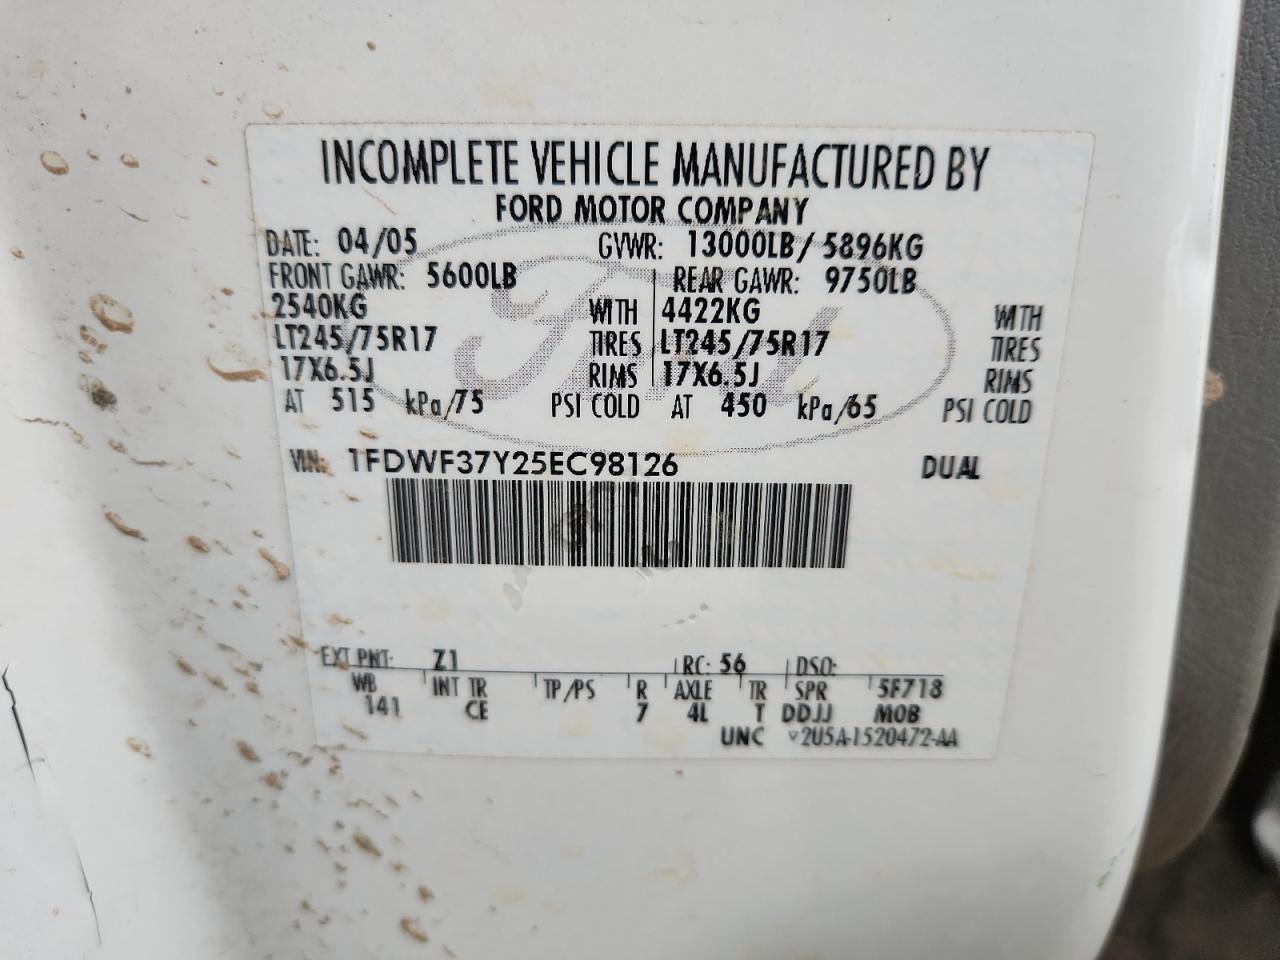 INCOMPLETE VEHICLE MANUFACTURED BY
FORD MOTOR COMPANY
DATE: 04/05 GVWR: 13000LB/ 5896KG
FRONT GAWR: 5600LB REAR GAWR: 9750LB
2540KG WITH 4422KG WITH
LT245/75R17 TIRES LT245/75R17 TIRES
17X6.5J RIMS 17X6.5J RIMS
AT 515 kPa/75 PSI COLD AT 450 kPa/65 PSI COLD
VIN: 1FDWF37Y25EC98126 DUAL
EXT PNT: Z1 RC: 56 DSO:
WB INT TR TP/PS R AXLE TR SPR 5F718
141 CE 7 4L T DDJJ M0B
UNC 2U5A-1520472-AA
Ford